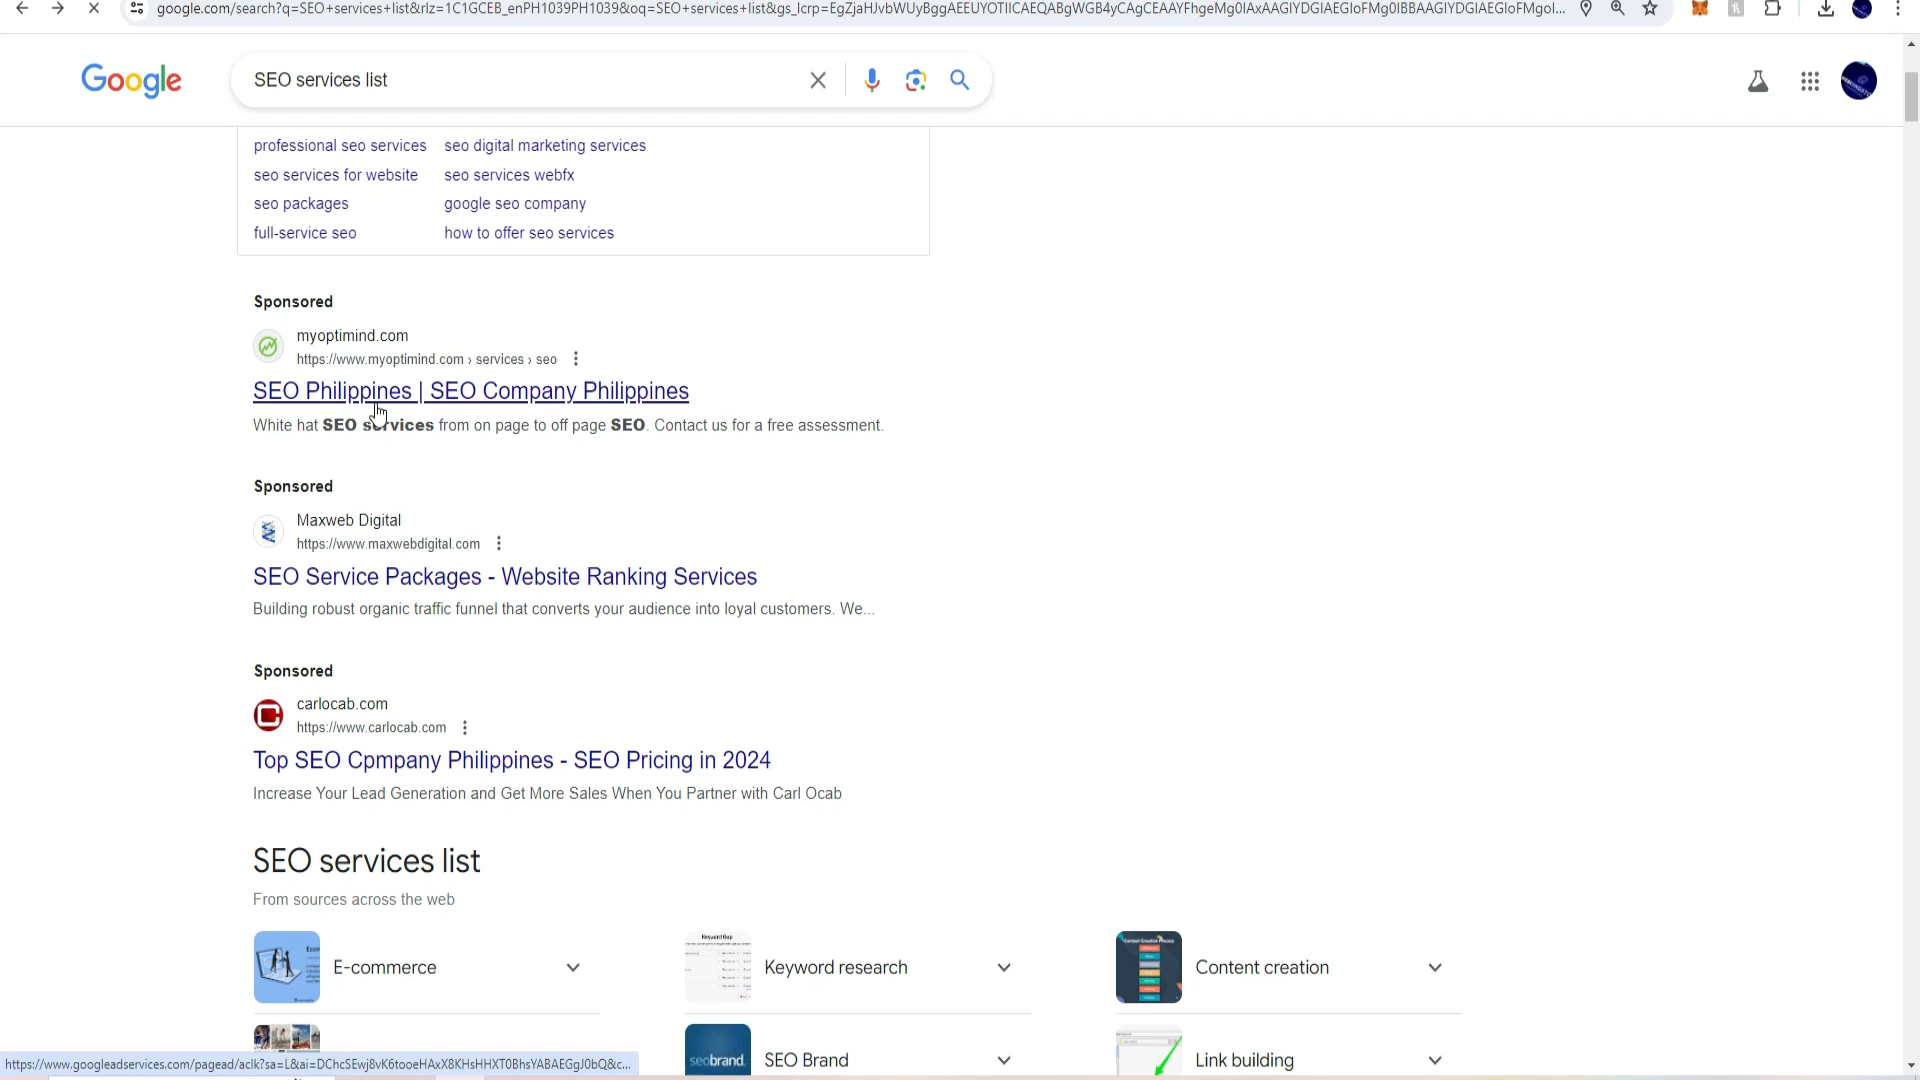 google.com/search?q=SEO+services+list&rlz=1C1GCEB_enPH1039PH1039&oq=SEO+services+list&gs_lcrp=
Google
SEO services list
professional seo services
seo digital marketing services
seo services for website
seo services webfx
seo packages
google seo company
full-service seo
how to offer seo services
Sponsored
myoptimind.com
https://www.myoptimind.com › services › seo
SEO Philippines | SEO Company Philippines
White hat SEO services from on page to off page SEO. Contact us for a free assessment.
Sponsored
Maxweb Digital
https://www.maxwebdigital.com
SEO Service Packages - Website Ranking Services
Building robust organic traffic funnel that converts your audience into loyal customers. We...
Sponsored
carlocab.com
https://www.carlocab.com
Top SEO Cpmpany Philippines - SEO Pricing in 2024
Increase Your Lead Generation and Get More Sales When You Partner with Carl Ocab
SEO services list
From sources across the web
E-commerce
Keyword Gap
Keyword research
Content creation
seobrand
SEO Brand
Link building
https://www.googleadservices.com/pagead/aclk?sa=L&ai=